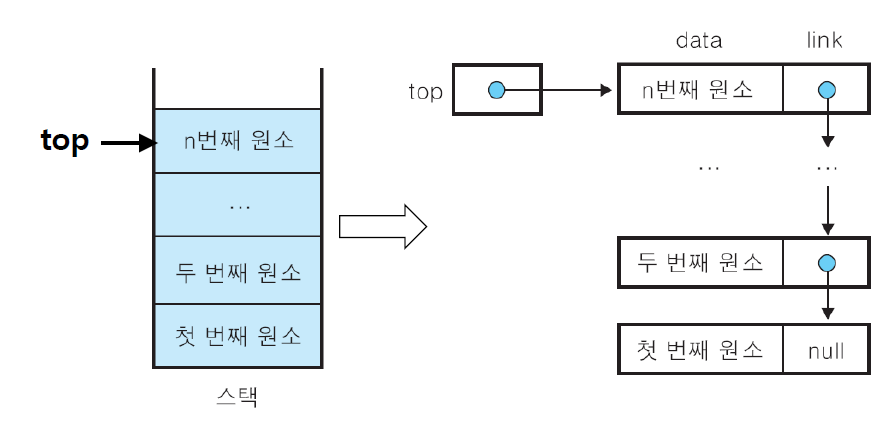 top
n번째 원소
...
두 번째 원소
첫 번째 원소
스택
data link
top
n번째 원소
... ...
두 번째 원소
첫 번째 원소 null